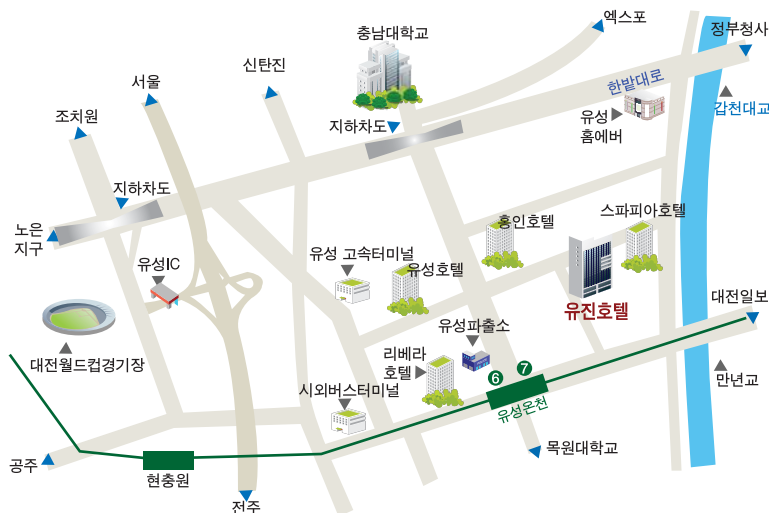 엑스포
충남대학교
정부청사
신탄진
서울
한밭대로
조치원
유성
홈에버
갑천대교
지하차도
지하차도
스파피아호텔
홍인호텔
노은
지구
유성 고속터미널
유성IC
유성호텔
유진호텔
대전일보
유성파출소
대전월드컵경기장
리베라
호텔
6
7
만년교
시외버스터미널
유성온천
목원대학교
공주
현충원
전주